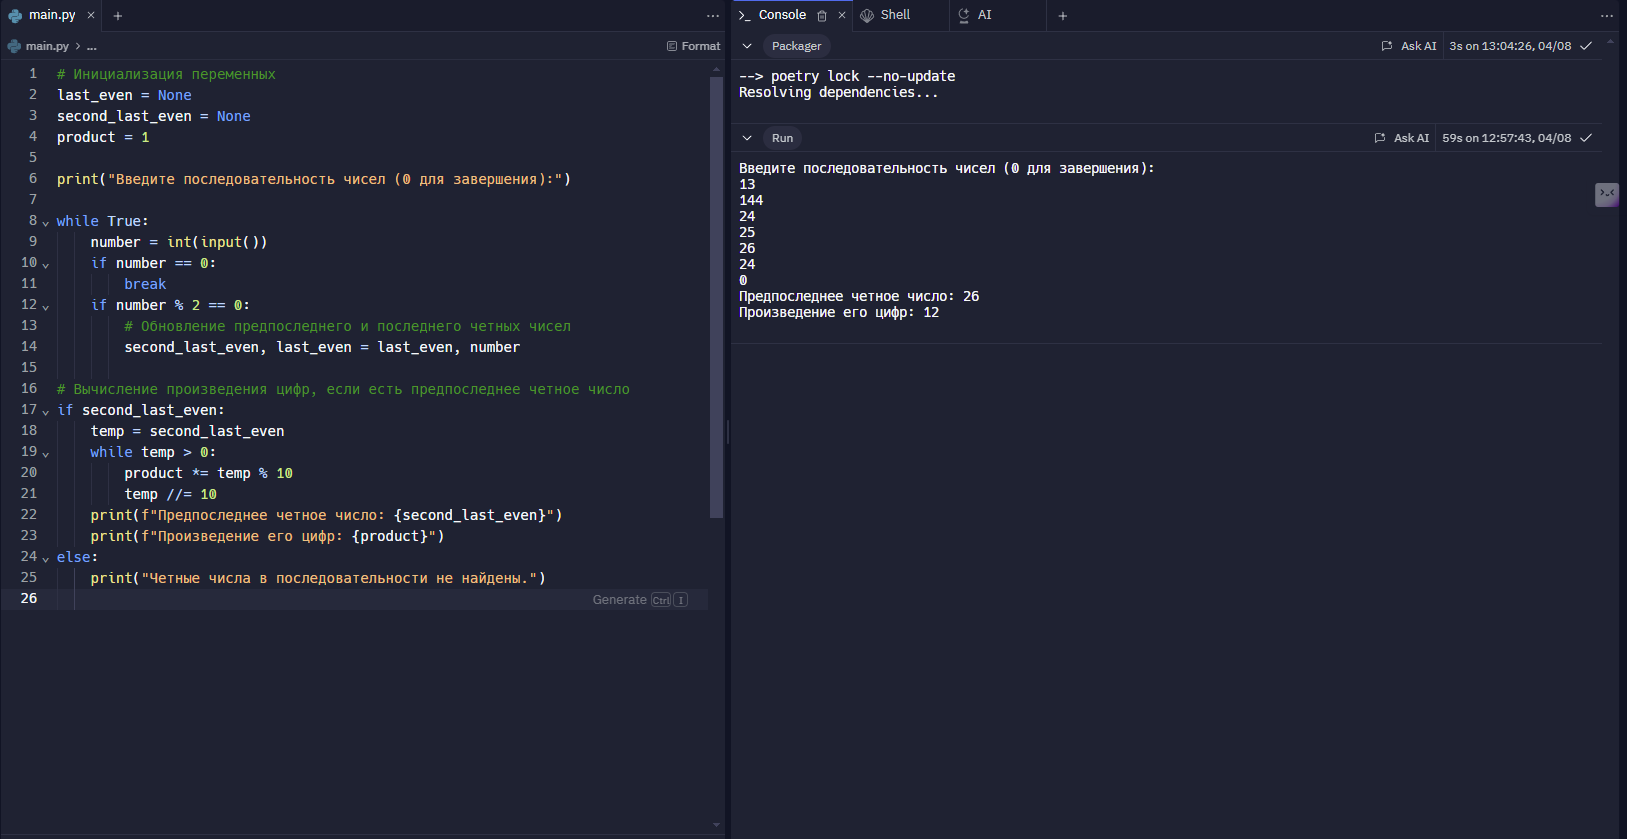 main.py
main.py > ...
Format
1 # Инициализация переменных
2 last_even = None
3 second_last_even = None
4 product = 1
5
6 print("Введите последовательность чисел (0 для завершения):")
7
8 while True:
9 number = int(input())
10 if number == 0:
11 break
12 if number % 2 == 0:
13 # Обновление предпоследнего и последнего четных чисел
14 second_last_even, last_even = last_even, number
15
16 # Вычисление произведения цифр, если есть предпоследнее четное число
17 if second_last_even:
18 temp = second_last_even
19 while temp > 0:
20 product *= temp % 10
21 temp //= 10
22 print(f"Предпоследнее четное число: {second_last_even}")
23 print(f"Произведение его цифр: {product}")
24 else:
25 print("Четные числа в последовательности не найдены.")
26
Generate Ctrl I
Console
Shell
AI
Packager
Ask AI
3s on 13:04:26, 04/08
--> poetry lock --no-update
Resolving dependencies...
Run
Ask AI
59s on 12:57:43, 04/08
Введите последовательность чисел (0 для завершения):
13
144
24
25
26
24
0
Предпоследнее четное число: 26
Произведение его цифр: 12